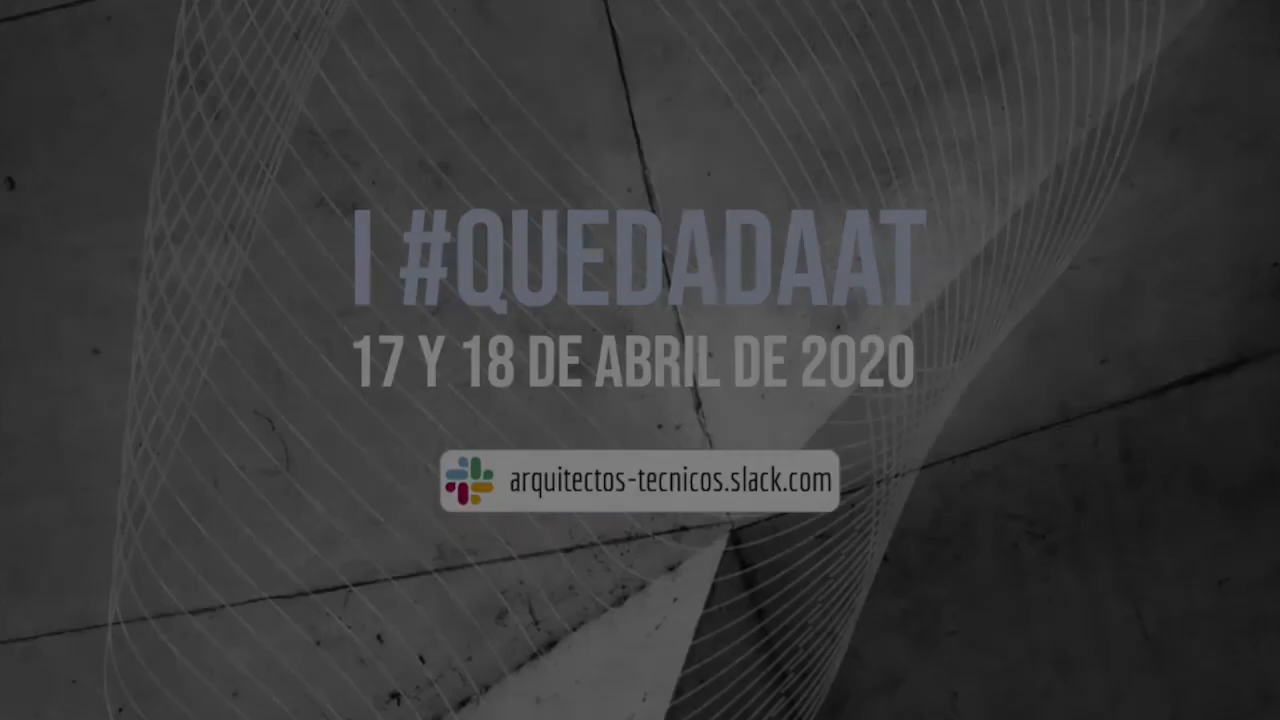 I #QUEDADAAT
17 Y 18 DE ABRIL DE 2020
arquitectos-tecnicos.slack.com